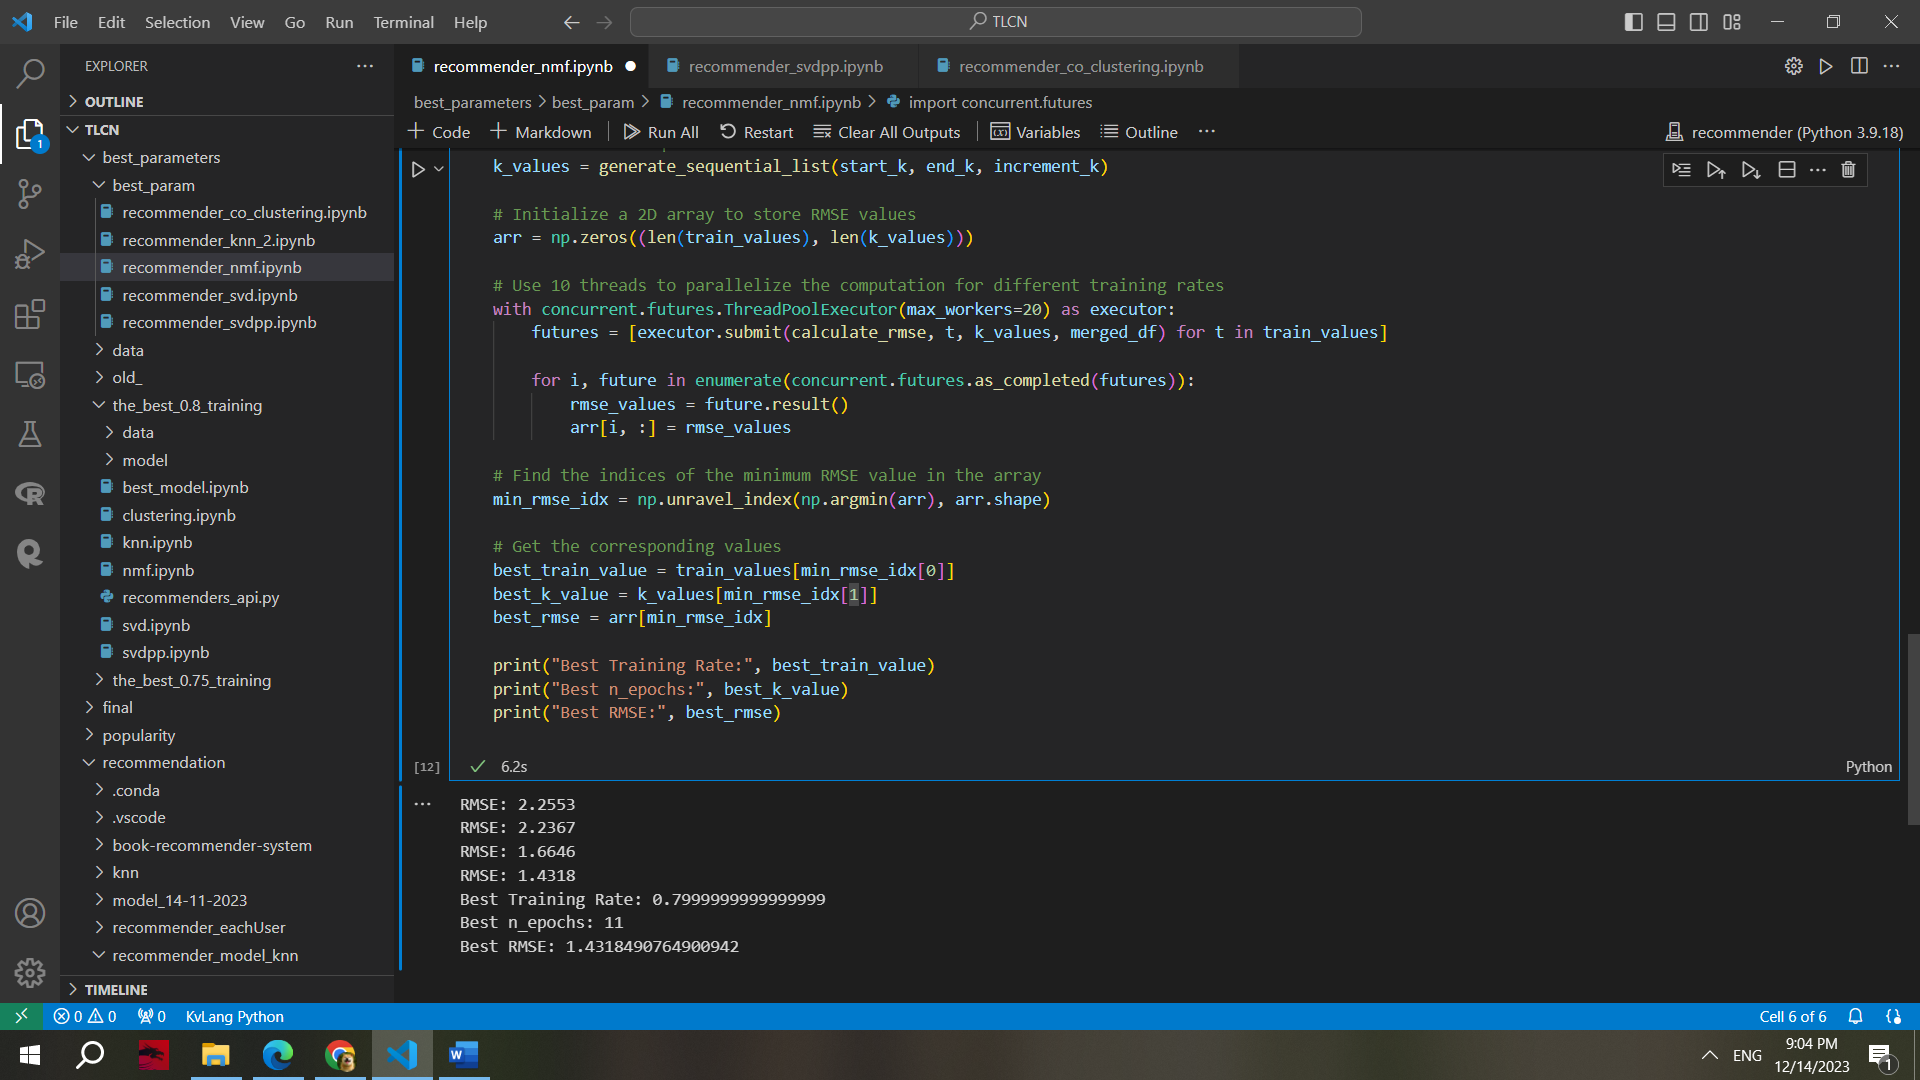 File Edit Selection View Go Run Terminal Help
TLCN
EXPLORER
OUTLINE
TLCN
best_parameters
best_param
recommender_co_clustering.ipynb
recommender_knn_2.ipynb
recommender_nmf.ipynb
recommender_svd.ipynb
recommender_svdpp.ipynb
data
old_
the_best_0.8_training
data
model
best_model.ipynb
clustering.ipynb
knn.ipynb
nmf.ipynb
recommenders_api.py
svd.ipynb
svdpp.ipynb
the_best_0.75_training
final
popularity
recommendation
.conda
.vscode
book-recommender-system
knn
model_14-11-2023
recommender_eachUser
recommender_model_knn
TIMELINE
1
recommender_nmf.ipynb recommender_svdpp.ipynb recommender_co_clustering.ipynb
best_parameters > best_param > recommender_nmf.ipynb > import concurrent.futures
+ Code + Markdown Run All Restart Clear All Outputs Variables Outline ... recommender (Python 3.9.18)
k_values = generate_sequential_list(start_k, end_k, increment_k)
# Initialize a 2D array to store RMSE values
arr = np.zeros((len(train_values), len(k_values)))
# Use 10 threads to parallelize the computation for different training rates
with concurrent.futures.ThreadPoolExecutor(max_workers=20) as executor:
futures = [executor.submit(calculate_rmse, t, k_values, merged_df) for t in train_values]
for i, future in enumerate(concurrent.futures.as_completed(futures)):
rmse_values = future.result()
arr[i, :] = rmse_values
# Find the indices of the minimum RMSE value in the array
min_rmse_idx = np.unravel_index(np.argmin(arr), arr.shape)
# Get the corresponding values
best_train_value = train_values[min_rmse_idx[0]]
best_k_value = k_values[min_rmse_idx[1]]
best_rmse = arr[min_rmse_idx]
print("Best Training Rate:", best_train_value)
print("Best n_epochs:", best_k_value)
print("Best RMSE:", best_rmse)
[12] 6.2s Python
RMSE: 2.2553
RMSE: 2.2367
RMSE: 1.6646
RMSE: 1.4318
Best Training Rate: 0.7999999999999999
Best n_epochs: 11
Best RMSE: 1.4318490764900942
0 0 0 KvLang Python Cell 6 of 6
ENG
9:04 PM
12/14/2023
1